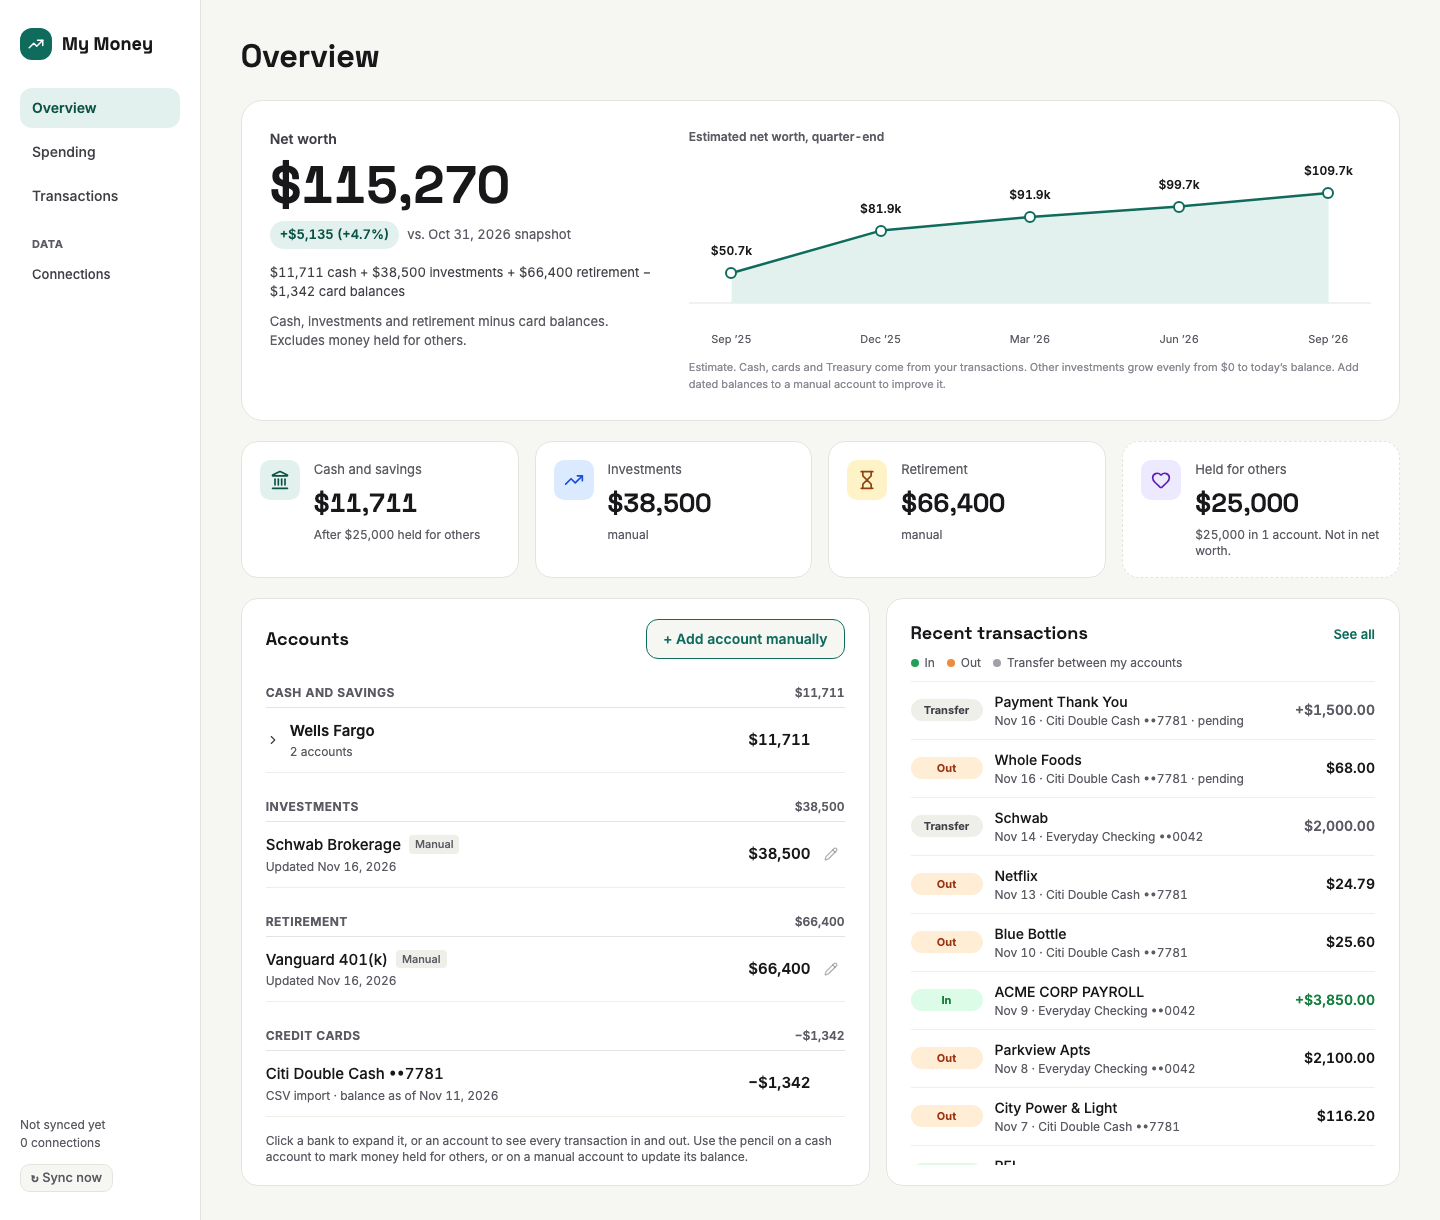 My Money
Overview
Spending
Transactions
DATA
Connections
Not synced yet
0 connections
↻ Sync now
Overview
Net worth
$115,270
+$5,135 (+4.7%) vs. Oct 31, 2026 snapshot
$11,711 cash + $38,500 investments + $66,400 retirement −
$1,342 card balances
Cash, investments and retirement minus card balances.
Excludes money held for others.
Estimated net worth, quarter-end
$50.7k
$81.9k
$91.9k
$99.7k
$109.7k
Sep ’25
Dec ’25
Mar ’26
Jun ’26
Sep ’26
Estimate. Cash, cards and Treasury come from your transactions. Other investments grow evenly from $0 to today’s balance. Add
dated balances to a manual account to improve it.
Cash and savings
$11,711
After $25,000 held for others
Investments
$38,500
manual
Retirement
$66,400
manual
Held for others
$25,000
$25,000 in 1 account. Not in net
worth.
Accounts
+ Add account manually
CASH AND SAVINGS $11,711
Wells Fargo
2 accounts
$11,711
INVESTMENTS $38,500
Schwab Brokerage Manual
Updated Nov 16, 2026
$38,500
RETIREMENT $66,400
Vanguard 401(k) Manual
Updated Nov 16, 2026
$66,400
CREDIT CARDS −$1,342
Citi Double Cash ••7781
CSV import · balance as of Nov 11, 2026
−$1,342
Click a bank to expand it, or an account to see every transaction in and out. Use the pencil on a cash
account to mark money held for others, or on a manual account to update its balance.
Recent transactions
See all
In Out Transfer between my accounts
Transfer
Payment Thank You
Nov 16 · Citi Double Cash ••7781 · pending
+$1,500.00
Out
Whole Foods
Nov 16 · Citi Double Cash ••7781 · pending
$68.00
Transfer
Schwab
Nov 14 · Everyday Checking ••0042
$2,000.00
Out
Netflix
Nov 13 · Citi Double Cash ••7781
$24.79
Out
Blue Bottle
Nov 10 · Citi Double Cash ••7781
$25.60
In
ACME CORP PAYROLL
Nov 9 · Everyday Checking ••0042
+$3,850.00
Out
Parkview Apts
Nov 8 · Everyday Checking ••0042
$2,100.00
Out
City Power & Light
Nov 7 · Citi Double Cash ••7781
$116.20